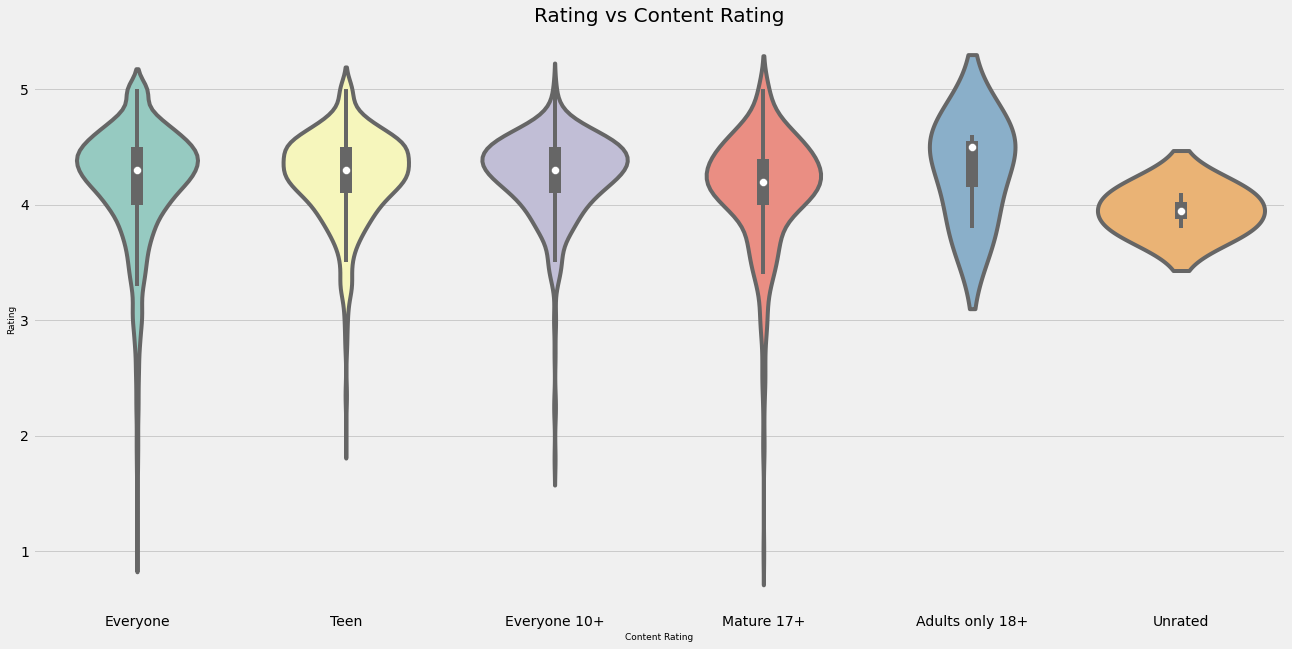 Rating vs Content Rating
5
4
3
2
1
Rating
Everyone
Teen
Everyone 10+
Mature 17+
Adults only 18+
Unrated
Content Rating